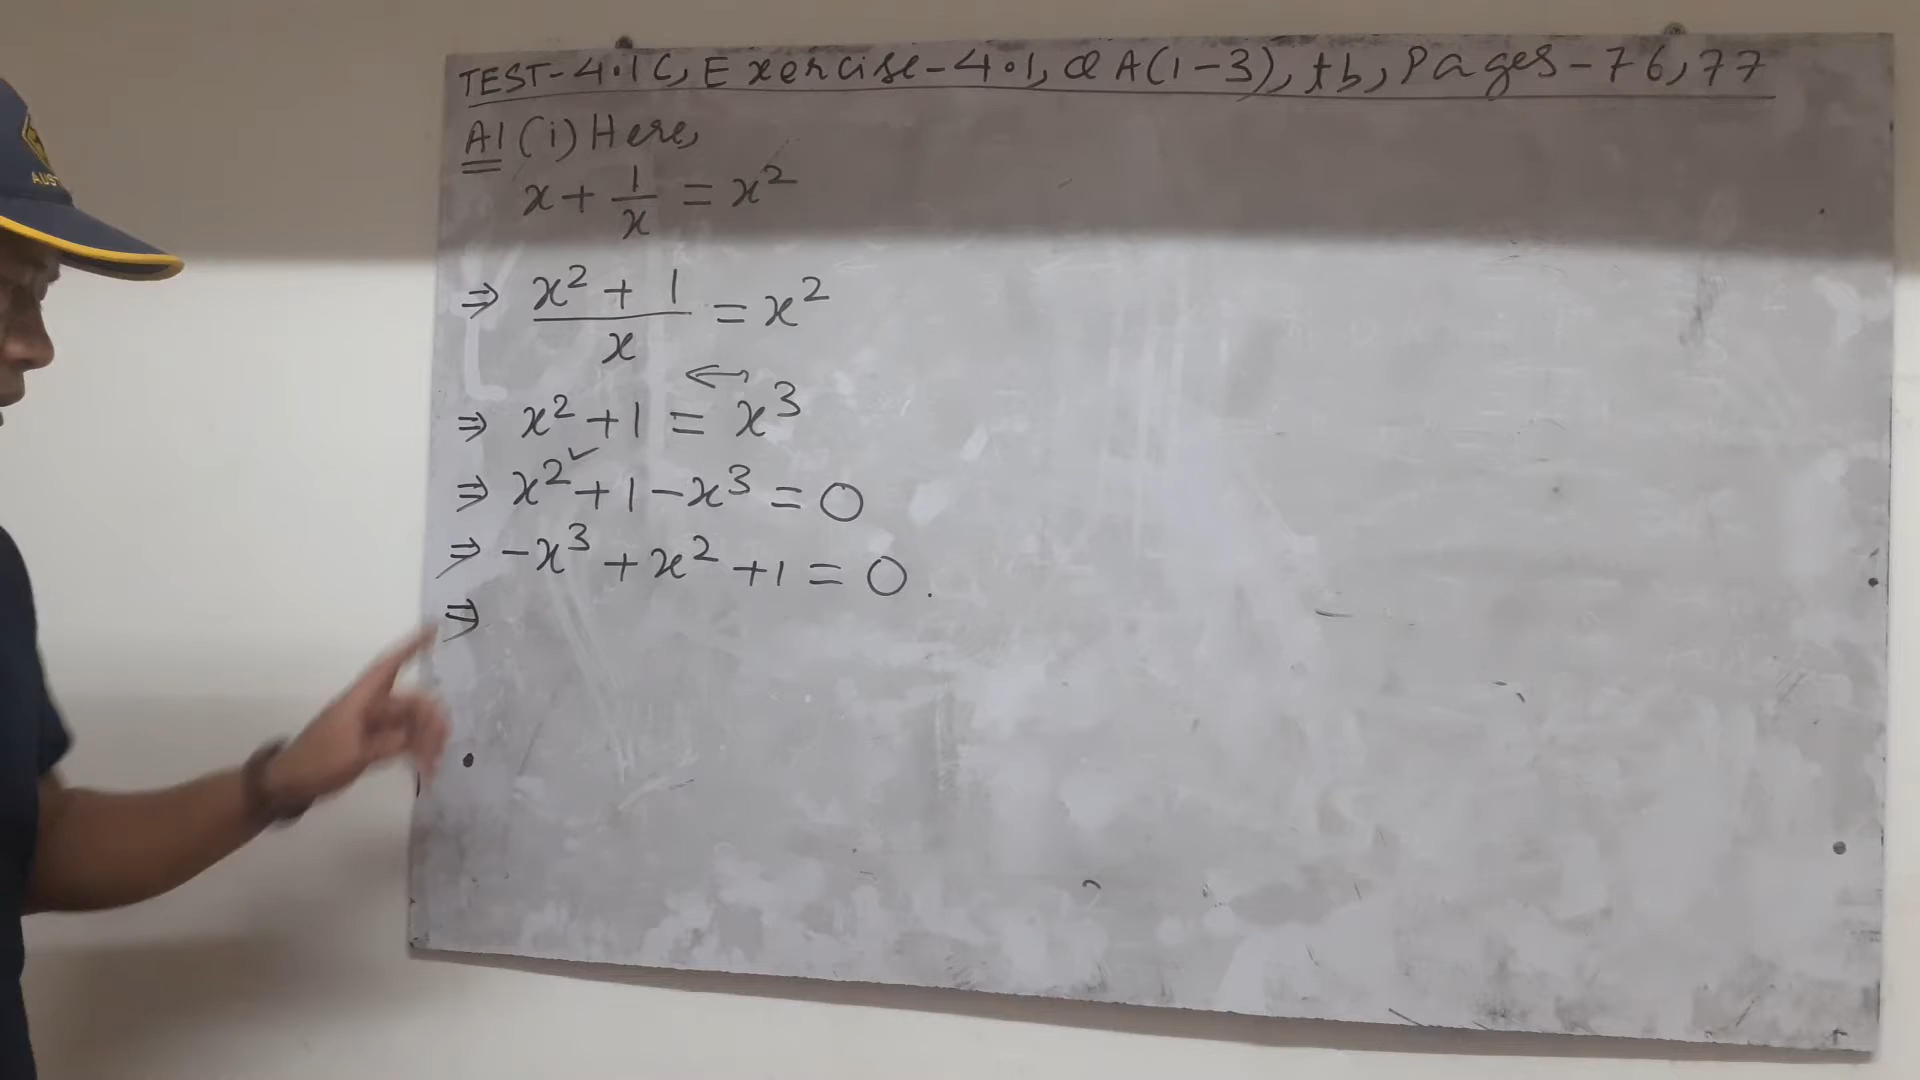 TEST-4.1C, Exercise-4.1, Q A(1-3), tb, Pages-76,77
A1 (i) Here,
x + 1/x = x²
⇒ (x² + 1)/x = x²
⇒ x² + 1 = x³
⇒ x² + 1 - x³ = 0
⇒ -x³ + x² + 1 = 0.
⇒